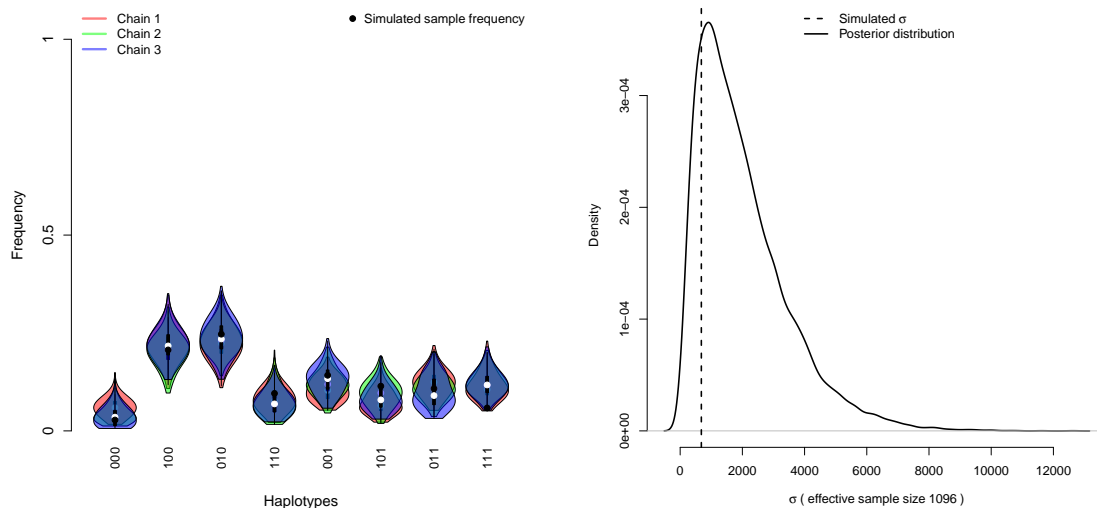 Chain 1
Chain 2
Chain 3
Simulated sample frequency
Frequency
1
0.5
0
000
100
010
110
001
101
011
111
Haplotypes
Simulated σ
Posterior distribution
Density
3e−04
2e−04
1e−04
0e+00
0 2000 4000 6000 8000 10000 12000
σ ( effective sample size 1096 )